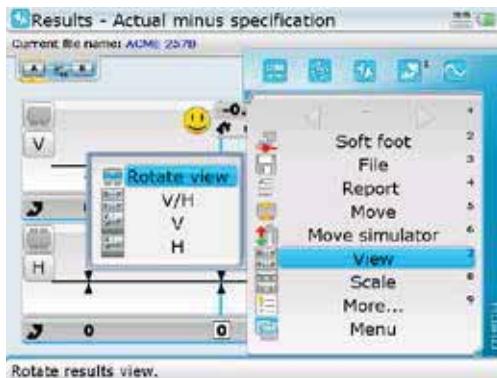 Results - Actual minus specification
Current file name: ACME 2578
A
B
1
-0.
V
H
0
0
Rotate view
V/H
V
H
Soft foot 2
File 3
Report 4
Move 5
Move simulator 6
View 7
Scale 8
More... 9
Menu
Rotate results view.